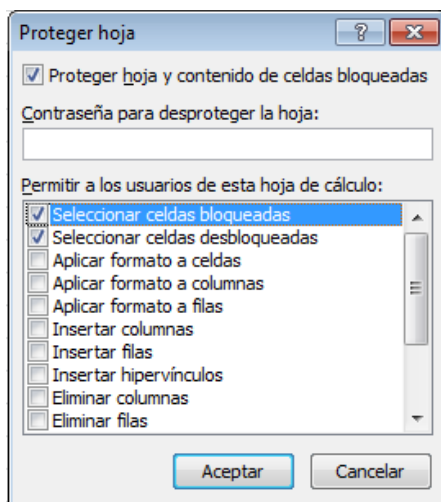 Proteger hoja
Proteger hoja y contenido de celdas bloqueadas
Contraseña para desproteger la hoja:
Permitir a los usuarios de esta hoja de cálculo:
Seleccionar celdas bloqueadas
Seleccionar celdas desbloqueadas
Aplicar formato a celdas
Aplicar formato a columnas
Aplicar formato a filas
Insertar columnas
Insertar filas
Insertar hipervínculos
Eliminar columnas
Eliminar filas
Aceptar
Cancelar